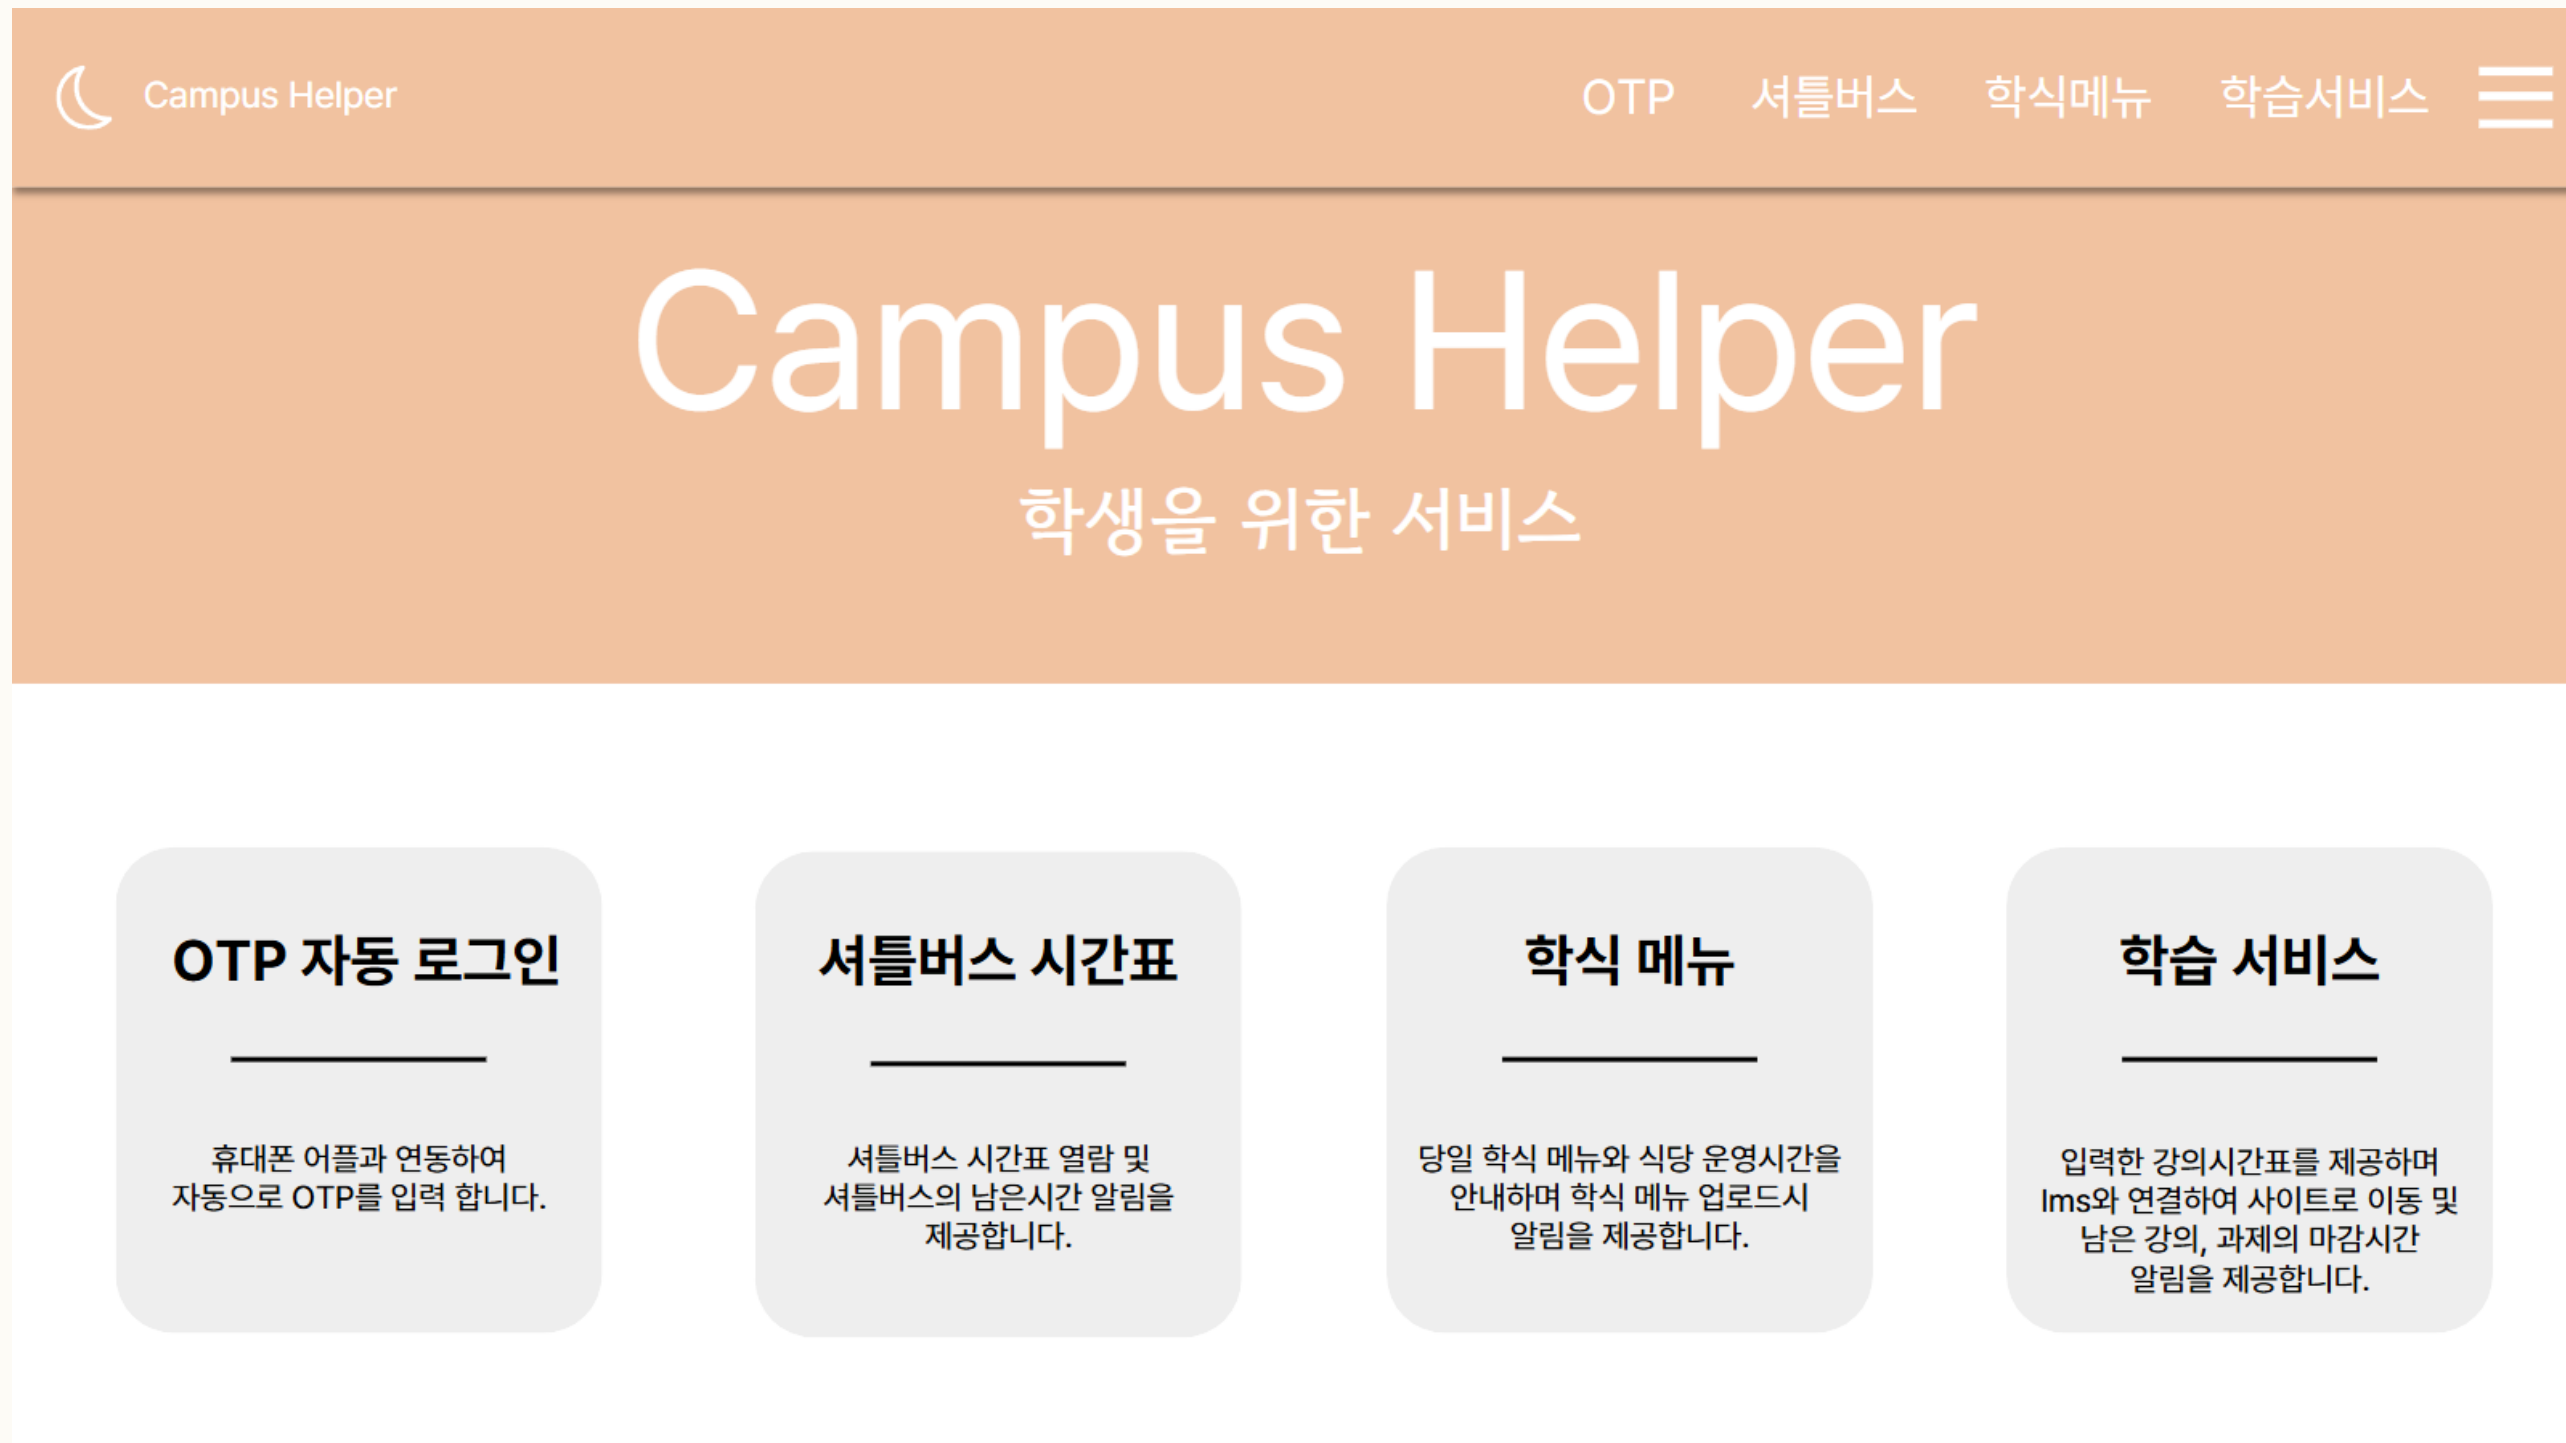 Campus Helper
OTP 셔틀버스 학식메뉴 학습서비스
Campus Helper
학생을 위한 서비스
OTP 자동 로그인
휴대폰 어플과 연동하여
자동으로 OTP를 입력 합니다.
셔틀버스 시간표
셔틀버스 시간표 열람 및
셔틀버스의 남은시간 알림을
제공합니다.
학식 메뉴
당일 학식 메뉴와 식당 운영시간을
안내하며 학식 메뉴 업로드시
알림을 제공합니다.
학습 서비스
입력한 강의시간표를 제공하며
lms와 연결하여 사이트로 이동 및
남은 강의, 과제의 마감시간
알림을 제공합니다.